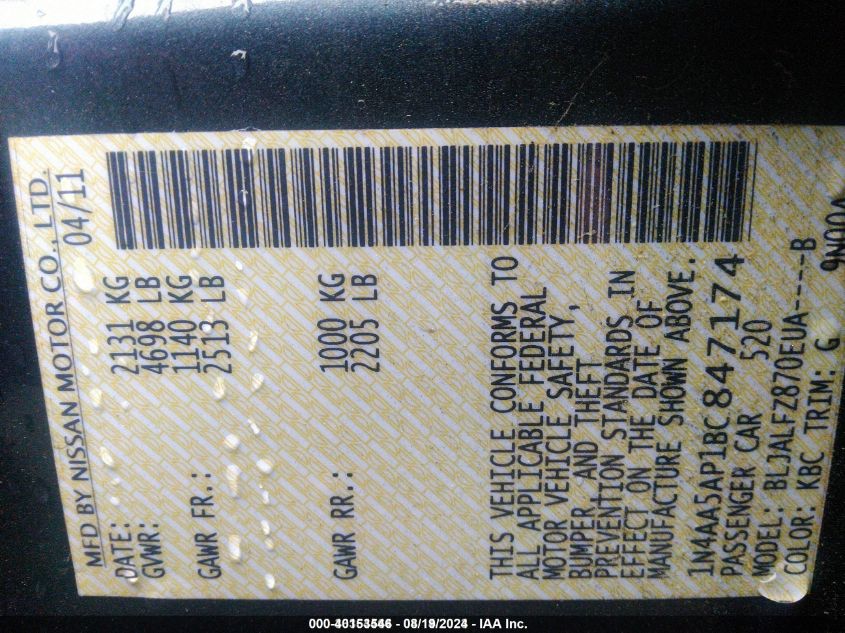 MFD BY NISSAN MOTOR CO., LTD.
DATE: 04/11
GVWR: 2131 KG
4698 LB
GAWR FR.: 1140 KG
2513 LB
GAWR RR.: 1000 KG
2205 LB
THIS VEHICLE CONFORMS TO
ALL APPLICABLE FEDERAL
MOTOR VEHICLE SAFETY,
BUMPER, AND THEFT
PREVENTION STANDARDS IN
EFFECT ON THE DATE OF
MANUFACTURE SHOWN ABOVE.
1N4AA5AP1BC847174
PASSENGER CAR 520
MODEL: BLJALFZ870EUA-----B
COLOR: KBC TRIM: G 9N00A
08/19/2024 - IAA Inc.